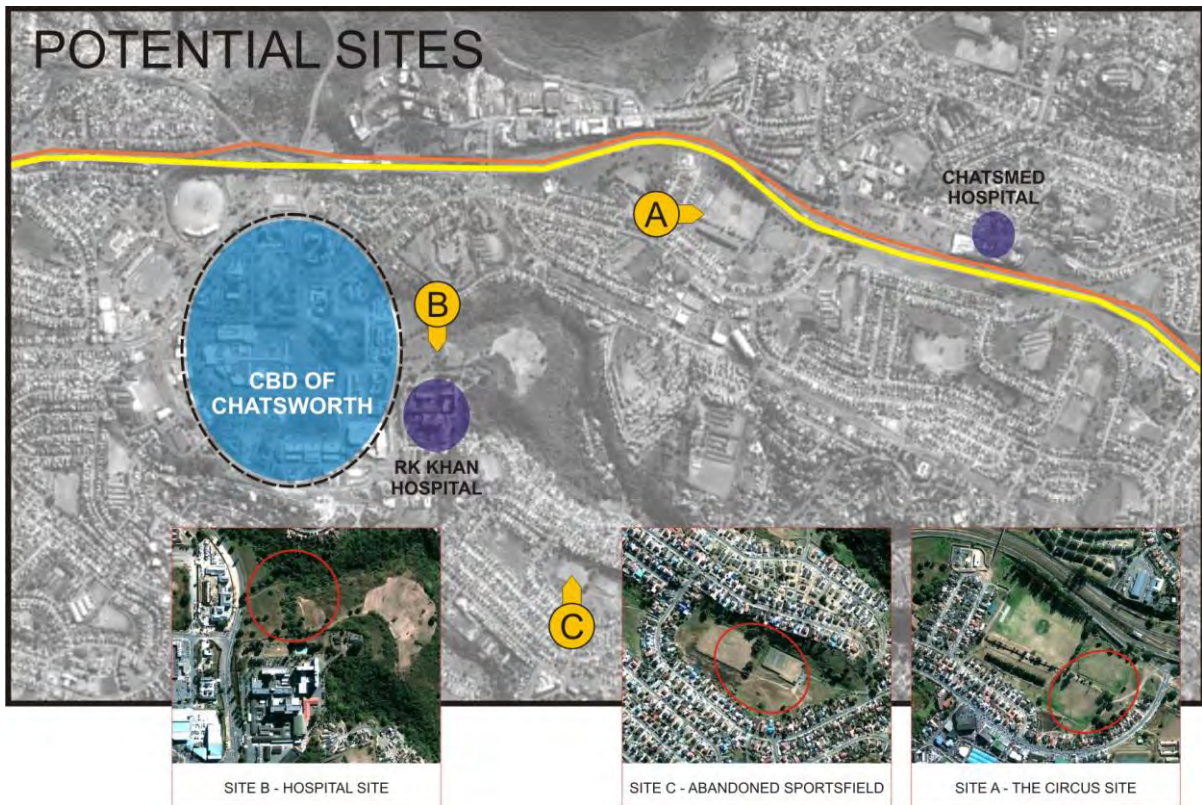 POTENTIAL SITES
A
CHATSMED
HOSPITAL
B
CBD OF
CHATSWORTH
RK KHAN
HOSPITAL
C
SITE B - HOSPITAL SITE
SITE C - ABANDONED SPORTSFIELD
SITE A - THE CIRCUS SITE